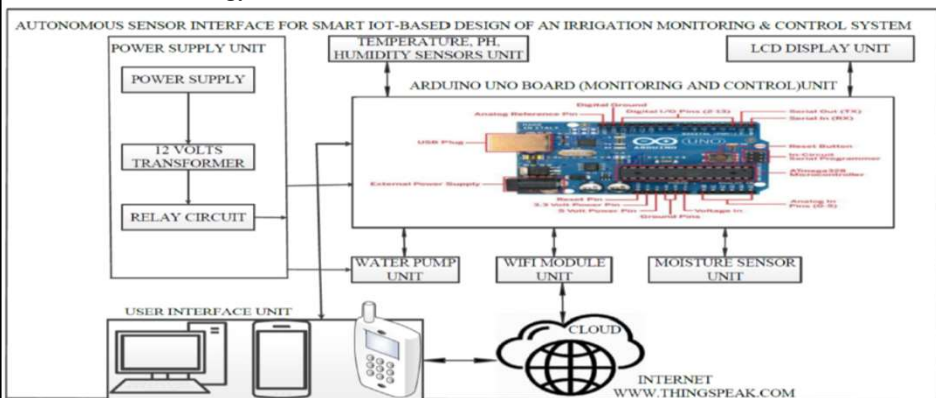 AUTONOMOUS SENSOR INTERFACE FOR SMART IOT-BASED DESIGN OF AN IRRIGATION MONITORING & CONTROL SYSTEM
POWER SUPPLY UNIT
POWER SUPPLY
12 VOLTS
TRANSFORMER
RELAY CIRCUIT
TEMPERATURE, PH,
HUMIDITY SENSORS UNIT
LCD DISPLAY UNIT
ARDUINO UNO BOARD (MONITORING AND CONTROL)UNIT
Digital Ground
Analog Reference Pin
Digital I/O Pins (2-13)
Serial Out (TX)
Serial In (RX)
USB Plug
Reset Button
In-Circuit
Serial Programmer
ATmega328
Microcontroller
External Power Supply
UNO
ARDUINO
Reset Pin
3.3 Volt Power Pin
5 Volt Power Pin
Ground Pins
Voltage In
Analog In
Pins (0-5)
WATER PUMP
UNIT
WIFI MODULE
UNIT
MOISTURE SENSOR
UNIT
USER INTERFACE UNIT
CLOUD
INTERNET
WWW.THINGSPEAK.COM